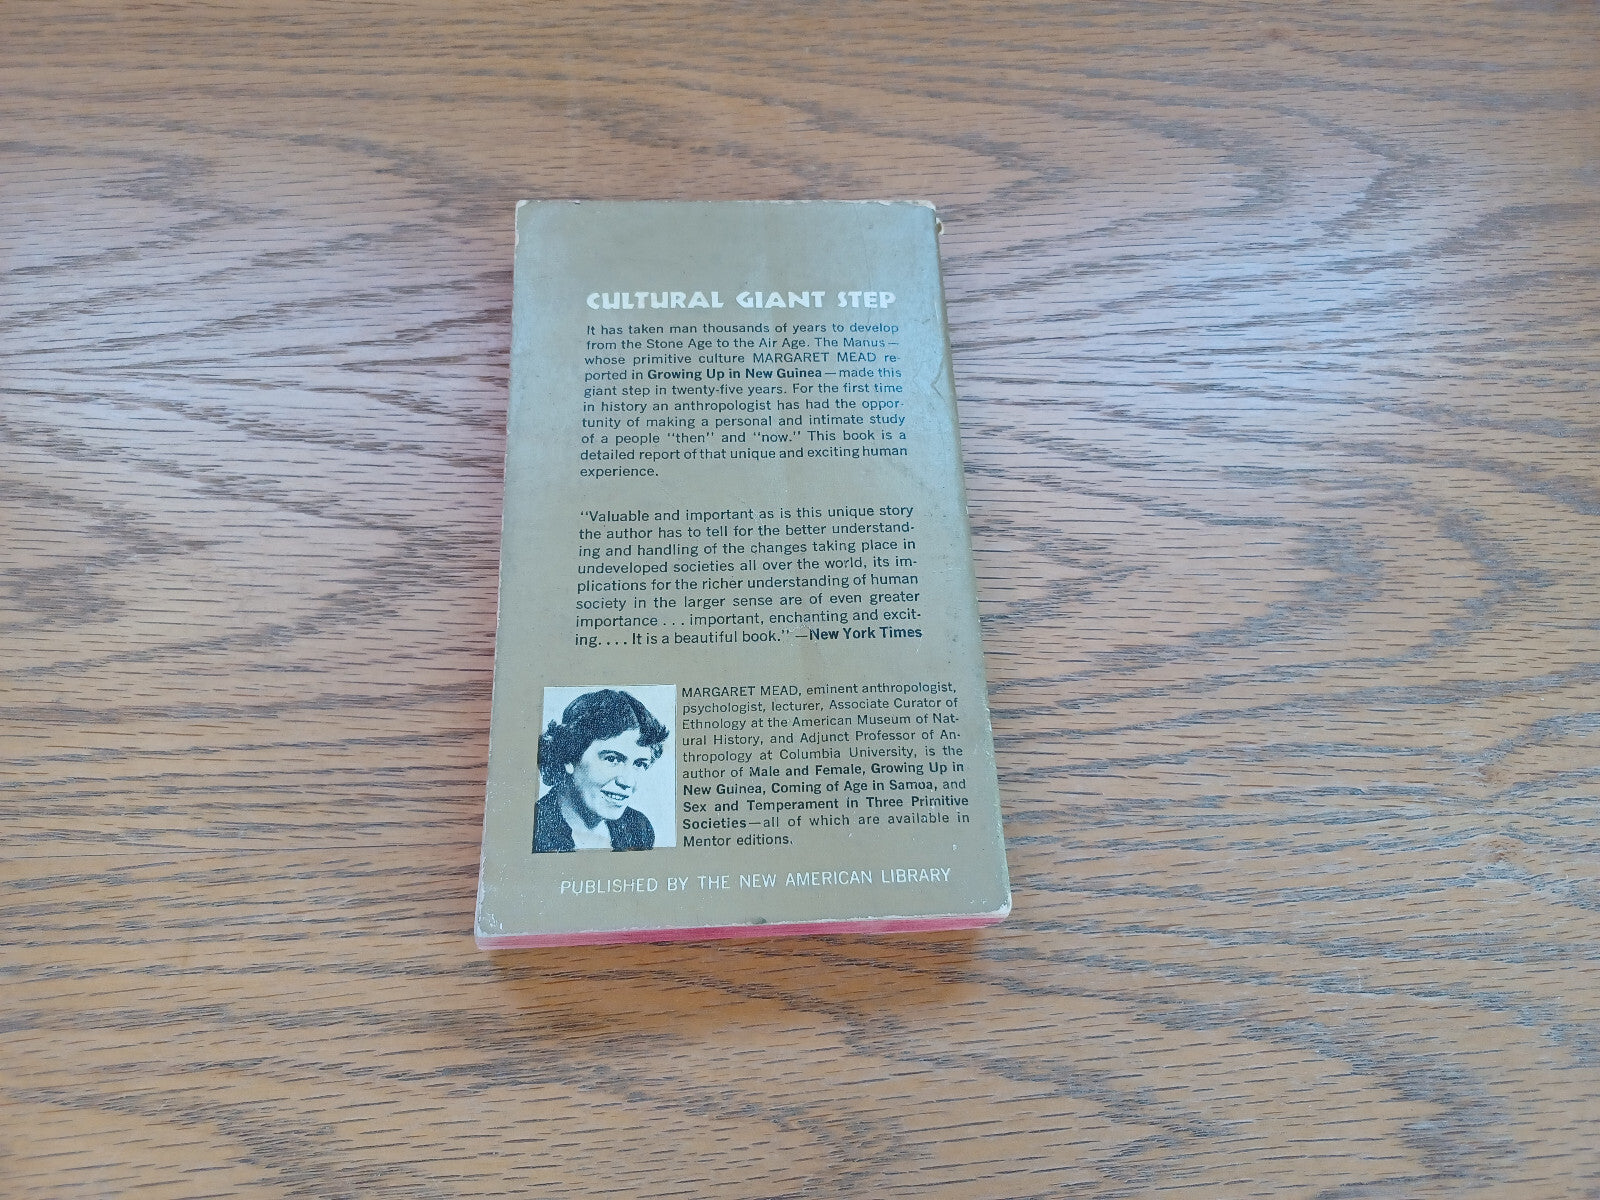 CULTURAL GIANT STEP
It has taken man thousands of years to develop
from the Stone Age to the Air Age. The Manus—
whose primitive culture MARGARET MEAD re-
ported in Growing Up in New Guinea—made this
giant step in twenty-five years. For the first time
in history an anthropologist has had the oppor-
tunity of making a personal and intimate study
of a people "then" and "now." This book is a
detailed report of that unique and exciting human
experience.
"Valuable and important as is this unique story
the author has to tell for the better understand-
ing and handling of the changes taking place in
undeveloped societies all over the world, its im-
plications for the richer understanding of human
society in the larger sense are of even greater
importance . . . important, enchanting and excit-
ing. . . . It is a beautiful book." —New York Times
MARGARET MEAD, eminent anthropologist,
psychologist, lecturer, Associate Curator of
Ethnology at the American Museum of Nat-
ural History, and Adjunct Professor of An-
thropology at Columbia University, is the
author of Male and Female, Growing Up in
New Guinea, Coming of Age in Samoa, and
Sex and Temperament in Three Primitive
Societies—all of which are available in
Mentor editions.
PUBLISHED BY THE NEW AMERICAN LIBRARY